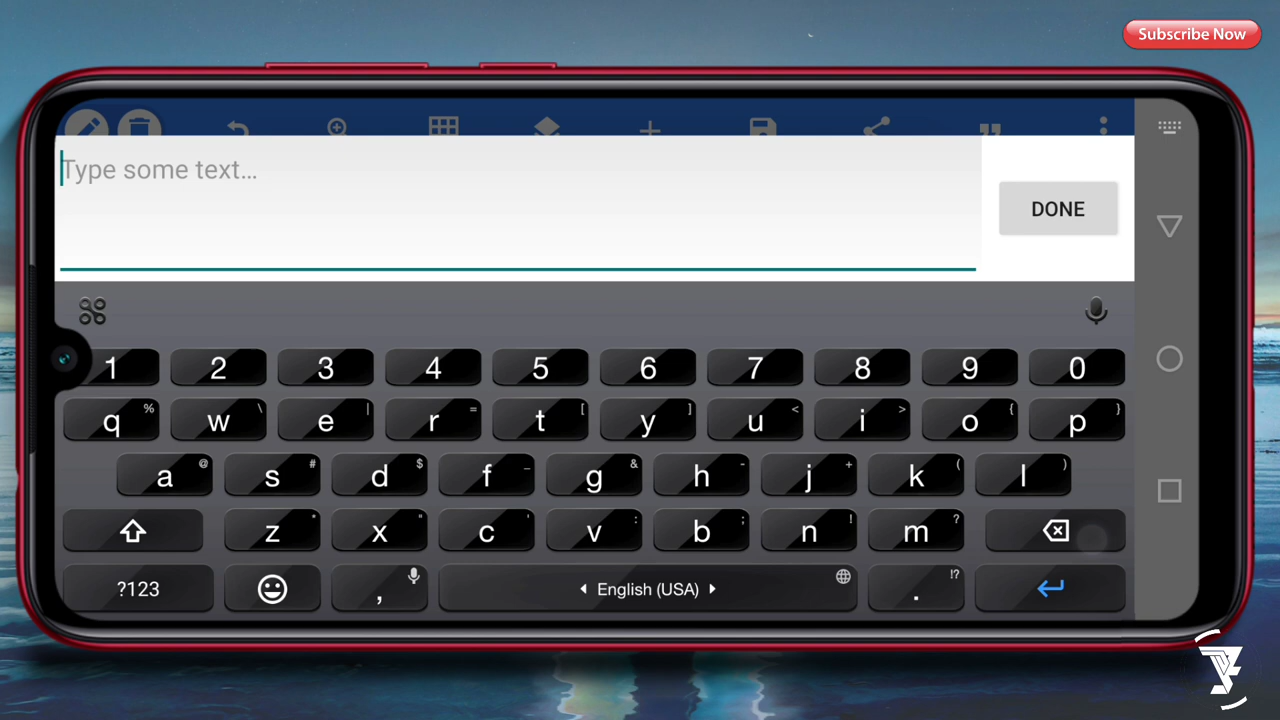 Subscribe Now
Type some text...
DONE
1 2 3 4 5 6 7 8 9 0
q % w \ e | r = t [ y ] u < i > o { p }
a @ s # d $ f _ g & h - j + k ( l )
z * x " c ' v : b ; n ! m ?
?123 , English (USA) . !?